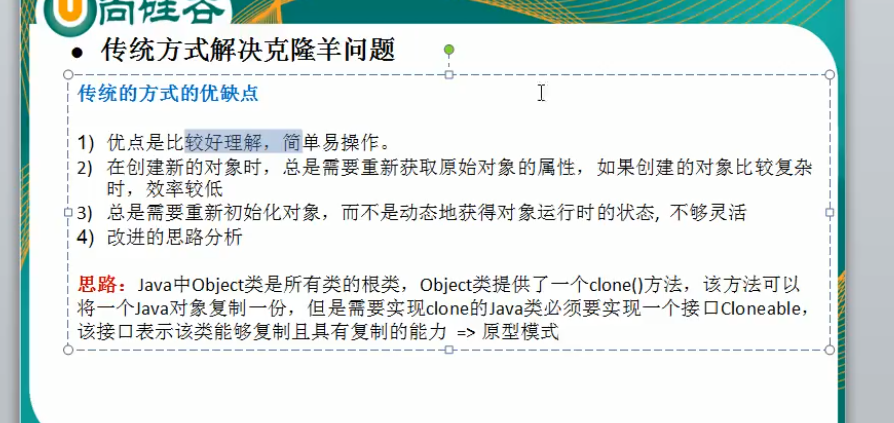 尚硅谷
● 传统方式解决克隆羊问题
传统的方式的优缺点
1) 优点是比较好理解，简单易操作。
2) 在创建新的对象时，总是需要重新获取原始对象的属性，如果创建的对象比较复杂
时，效率较低
3) 总是需要重新初始化对象，而不是动态地获得对象运行时的状态, 不够灵活
4) 改进的思路分析
思路：Java中Object类是所有类的根类，Object类提供了一个clone()方法，该方法可以
将一个Java对象复制一份，但是需要实现clone的Java类必须要实现一个接口Cloneable，
该接口表示该类能够复制且具有复制的能力 => 原型模式